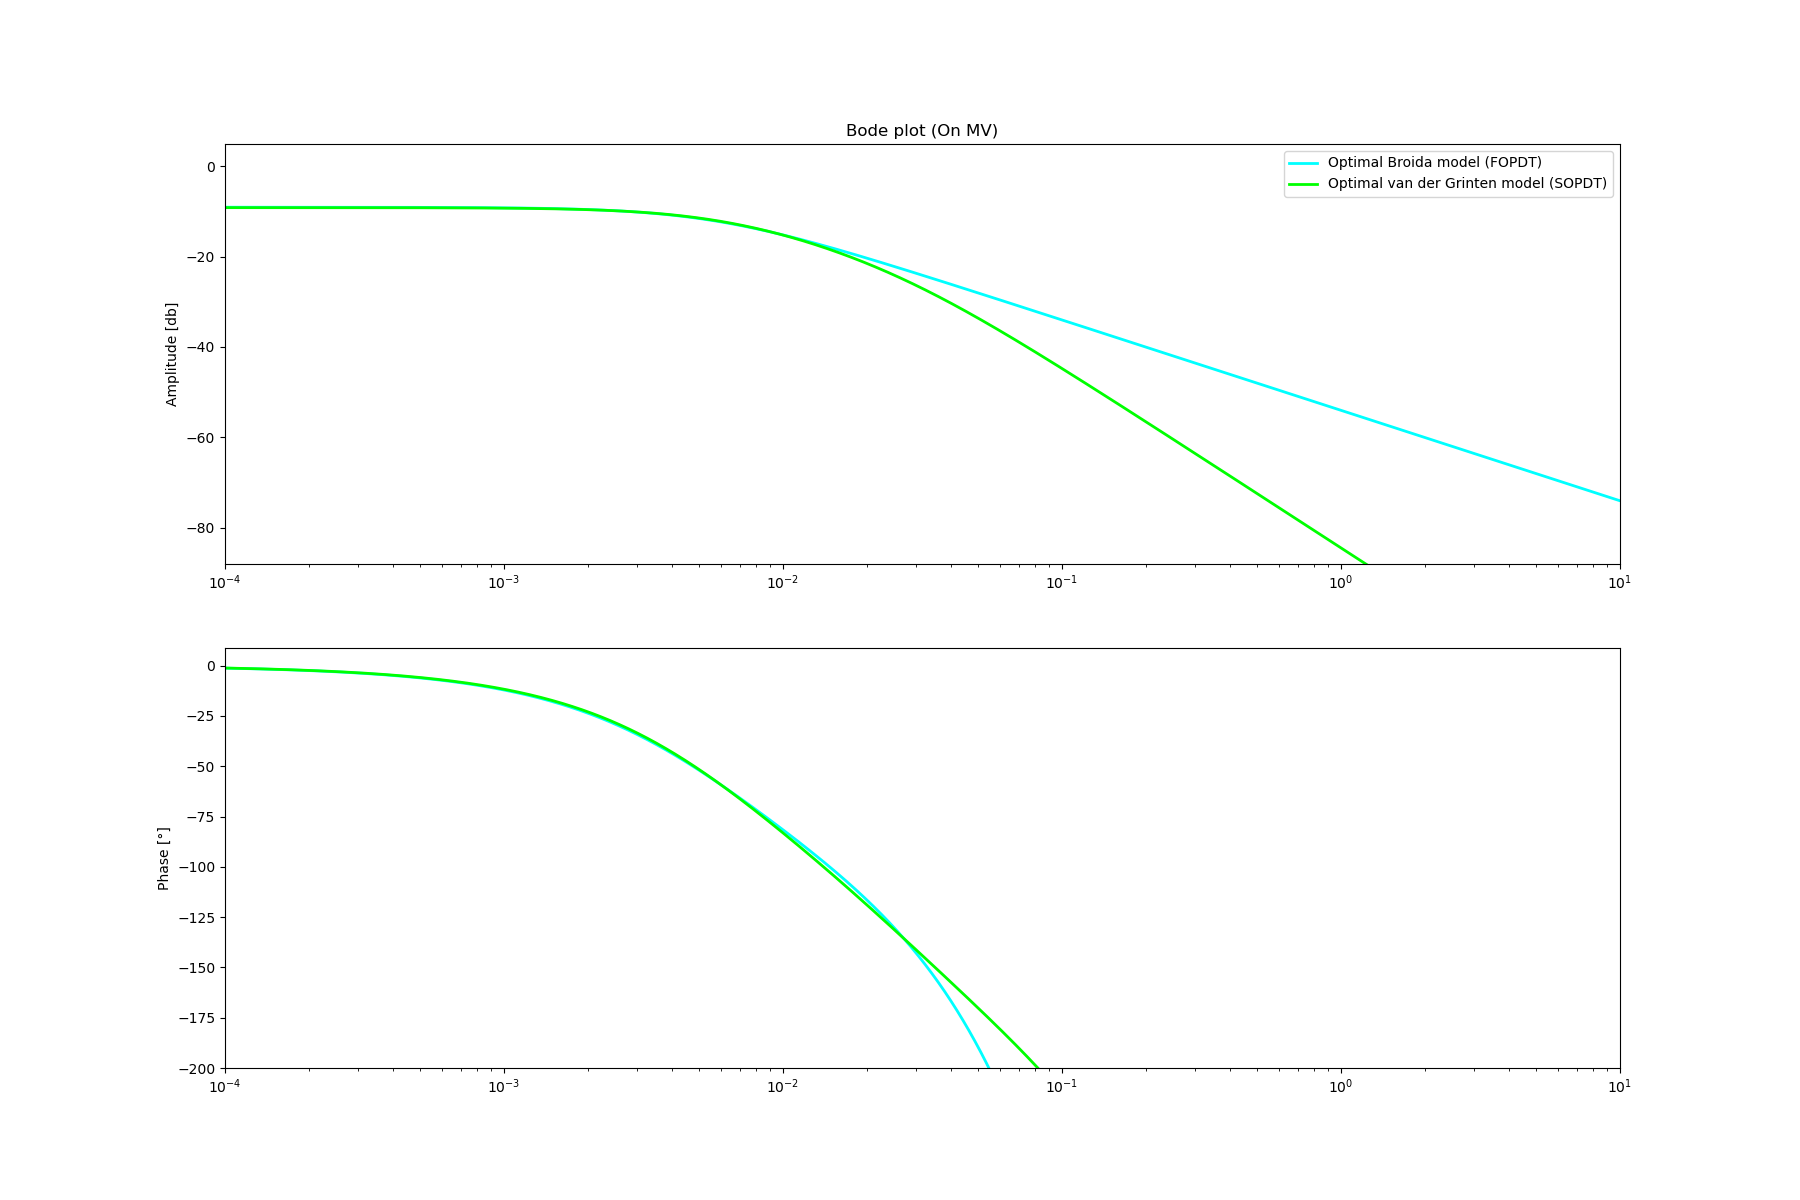 Bode plot (On MV)
Optimal Broida model (FOPDT)
Optimal van der Grinten model (SOPDT)
Amplitude [db]
0
−20
−40
−60
−80
10⁻⁴ 10⁻³ 10⁻² 10⁻¹ 10⁰ 10¹
Phase [°]
0
−25
−50
−75
−100
−125
−150
−175
−200
10⁻⁴ 10⁻³ 10⁻² 10⁻¹ 10⁰ 10¹